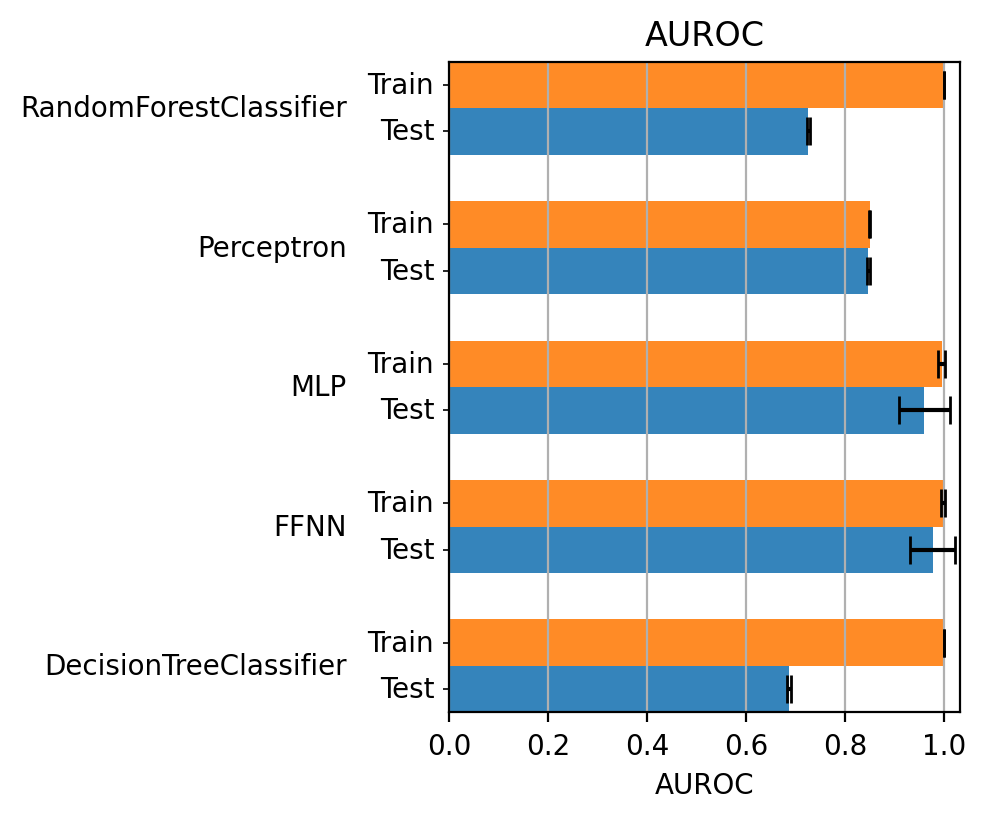 AUROC
RandomForestClassifier
Train
Test
Perceptron
Train
Test
MLP
Train
Test
FFNN
Train
Test
DecisionTreeClassifier
Train
Test
0.0 0.2 0.4 0.6 0.8 1.0
AUROC